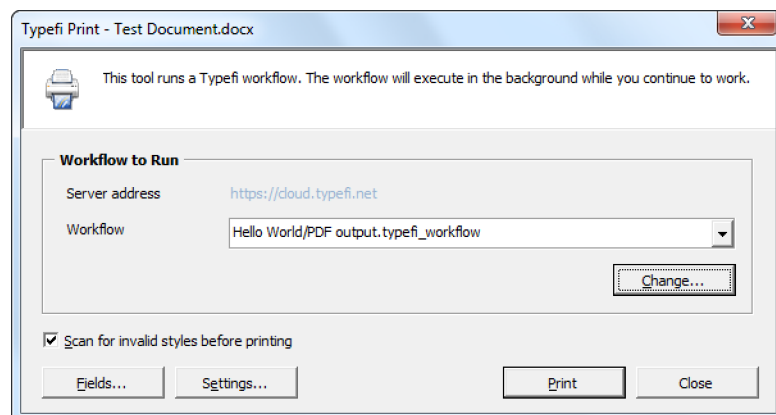 Typefi Print - Test Document.docx
This tool runs a Typefi workflow. The workflow will execute in the background while you continue to work.
Workflow to Run
Server address https://cloud.typefi.net
Workflow Hello World/PDF output.typefi_workflow
Change...
Scan for invalid styles before printing
Fields... Settings... Print Close